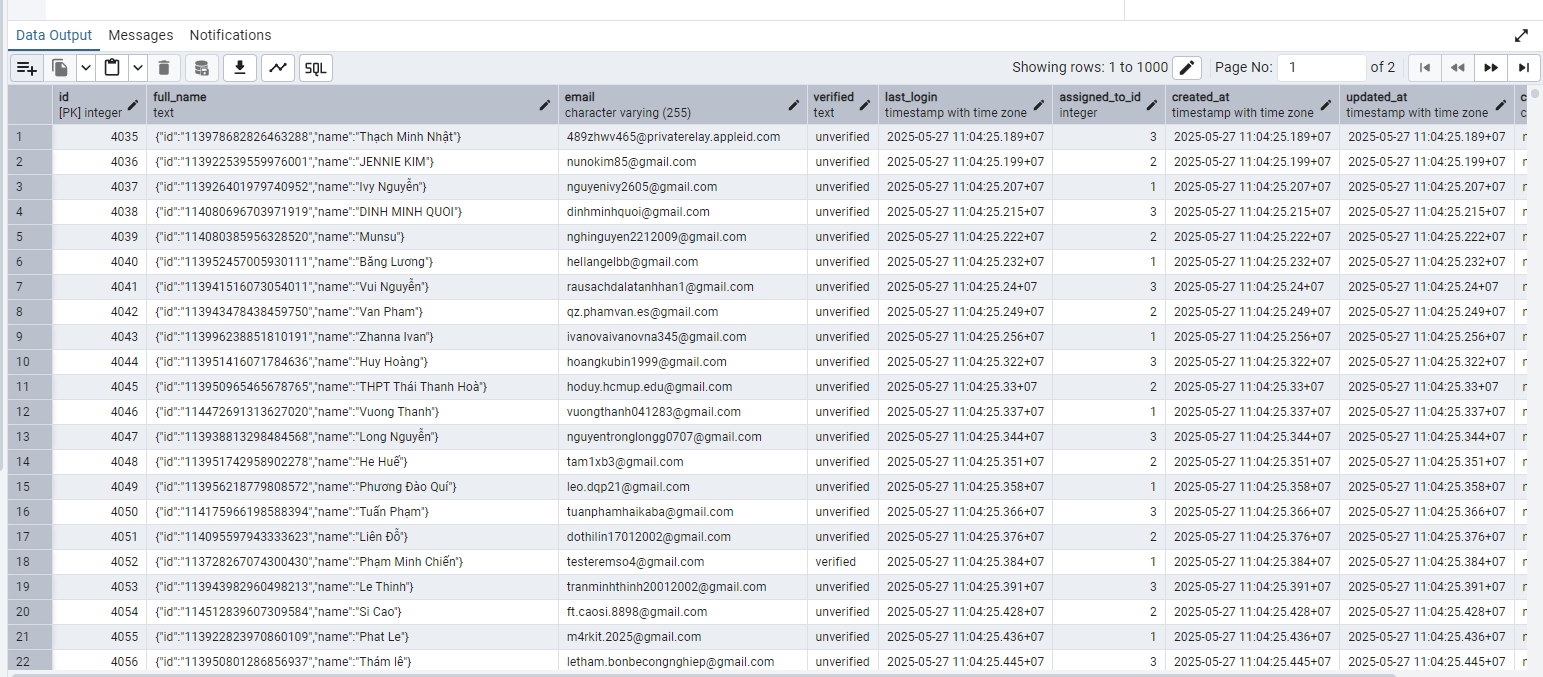 Data Output Messages Notifications
SQL Showing rows: 1 to 1000 Page No: 1 of 2
id full_name email verified last_login assigned_to_id created_at updated_at
[PK] integer text character varying (255) text timestamp with time zone integer timestamp with time zone timestamp with time zone
1 4035 {"id":"113978682826463288","name":"Thạch Minh Nhật"} 489zhwv465@privaterelay.appleid.com unverified 2025-05-27 11:04:25.189+07 3 2025-05-27 11:04:25.189+07 2025-05-27 11:04:25.189+07
2 4036 {"id":"113922539559976001","name":"JENNIE KIM"} nunokim85@gmail.com unverified 2025-05-27 11:04:25.199+07 2 2025-05-27 11:04:25.199+07 2025-05-27 11:04:25.199+07
3 4037 {"id":"113926401979740952","name":"Ivy Nguyễn"} nguyenivy2605@gmail.com unverified 2025-05-27 11:04:25.207+07 1 2025-05-27 11:04:25.207+07 2025-05-27 11:04:25.207+07
4 4038 {"id":"114080696703971919","name":"DINH MINH QUOI"} dinhminhquoi@gmail.com unverified 2025-05-27 11:04:25.215+07 3 2025-05-27 11:04:25.215+07 2025-05-27 11:04:25.215+07
5 4039 {"id":"114080385956328520","name":"Munsu"} nghinguyen2212009@gmail.com unverified 2025-05-27 11:04:25.222+07 2 2025-05-27 11:04:25.222+07 2025-05-27 11:04:25.222+07
6 4040 {"id":"113952457005930111","name":"Băng Lương"} hellangelbb@gmail.com unverified 2025-05-27 11:04:25.232+07 1 2025-05-27 11:04:25.232+07 2025-05-27 11:04:25.232+07
7 4041 {"id":"113941516073054011","name":"Vui Nguyễn"} rausachdalatanhhan1@gmail.com unverified 2025-05-27 11:04:25.24+07 3 2025-05-27 11:04:25.24+07 2025-05-27 11:04:25.24+07
8 4042 {"id":"113943478438459750","name":"Van Pham"} qz.phamvan.es@gmail.com unverified 2025-05-27 11:04:25.249+07 2 2025-05-27 11:04:25.249+07 2025-05-27 11:04:25.249+07
9 4043 {"id":"113996238851810191","name":"Zhanna Ivan"} ivanovaivanovna345@gmail.com unverified 2025-05-27 11:04:25.256+07 1 2025-05-27 11:04:25.256+07 2025-05-27 11:04:25.256+07
10 4044 {"id":"113951416071784636","name":"Huy Hoàng"} hoangkubin1999@gmail.com unverified 2025-05-27 11:04:25.322+07 3 2025-05-27 11:04:25.322+07 2025-05-27 11:04:25.322+07
11 4045 {"id":"113950965465678765","name":"THPT Thái Thanh Hoà"} hoduy.hcmup.edu@gmail.com unverified 2025-05-27 11:04:25.33+07 2 2025-05-27 11:04:25.33+07 2025-05-27 11:04:25.33+07
12 4046 {"id":"114472691313627020","name":"Vuong Thanh"} vuongthanh041283@gmail.com unverified 2025-05-27 11:04:25.337+07 1 2025-05-27 11:04:25.337+07 2025-05-27 11:04:25.337+07
13 4047 {"id":"113938813298484568","name":"Long Nguyễn"} nguyentronglongg0707@gmail.com unverified 2025-05-27 11:04:25.344+07 3 2025-05-27 11:04:25.344+07 2025-05-27 11:04:25.344+07
14 4048 {"id":"113951742958902278","name":"He Huế"} tam1xb3@gmail.com unverified 2025-05-27 11:04:25.351+07 2 2025-05-27 11:04:25.351+07 2025-05-27 11:04:25.351+07
15 4049 {"id":"113956218779808572","name":"Phương Đào Quí"} leo.dqp21@gmail.com unverified 2025-05-27 11:04:25.358+07 1 2025-05-27 11:04:25.358+07 2025-05-27 11:04:25.358+07
16 4050 {"id":"114175966198588394","name":"Tuấn Phạm"} tuanphamhaikaba@gmail.com unverified 2025-05-27 11:04:25.366+07 3 2025-05-27 11:04:25.366+07 2025-05-27 11:04:25.366+07
17 4051 {"id":"114095597943333623","name":"Liên Đỗ"} dothilin17012002@gmail.com unverified 2025-05-27 11:04:25.376+07 2 2025-05-27 11:04:25.376+07 2025-05-27 11:04:25.376+07
18 4052 {"id":"113728267074300430","name":"Phạm Minh Chiến"} testeremso4@gmail.com verified 2025-05-27 11:04:25.384+07 1 2025-05-27 11:04:25.384+07 2025-05-27 11:04:25.384+07
19 4053 {"id":"113943982960498213","name":"Le Thinh"} tranminhthinh20012002@gmail.com unverified 2025-05-27 11:04:25.391+07 3 2025-05-27 11:04:25.391+07 2025-05-27 11:04:25.391+07
20 4054 {"id":"114512839607309584","name":"Si Cao"} ft.caosi.8898@gmail.com unverified 2025-05-27 11:04:25.428+07 2 2025-05-27 11:04:25.428+07 2025-05-27 11:04:25.428+07
21 4055 {"id":"113922823970860109","name":"Phat Le"} m4rkit.2025@gmail.com unverified 2025-05-27 11:04:25.436+07 1 2025-05-27 11:04:25.436+07 2025-05-27 11:04:25.436+07
22 4056 {"id":"113950801286856937","name":"Thám lê"} letham.bonbecongnghiep@gmail.com unverified 2025-05-27 11:04:25.445+07 3 2025-05-27 11:04:25.445+07 2025-05-27 11:04:25.445+07